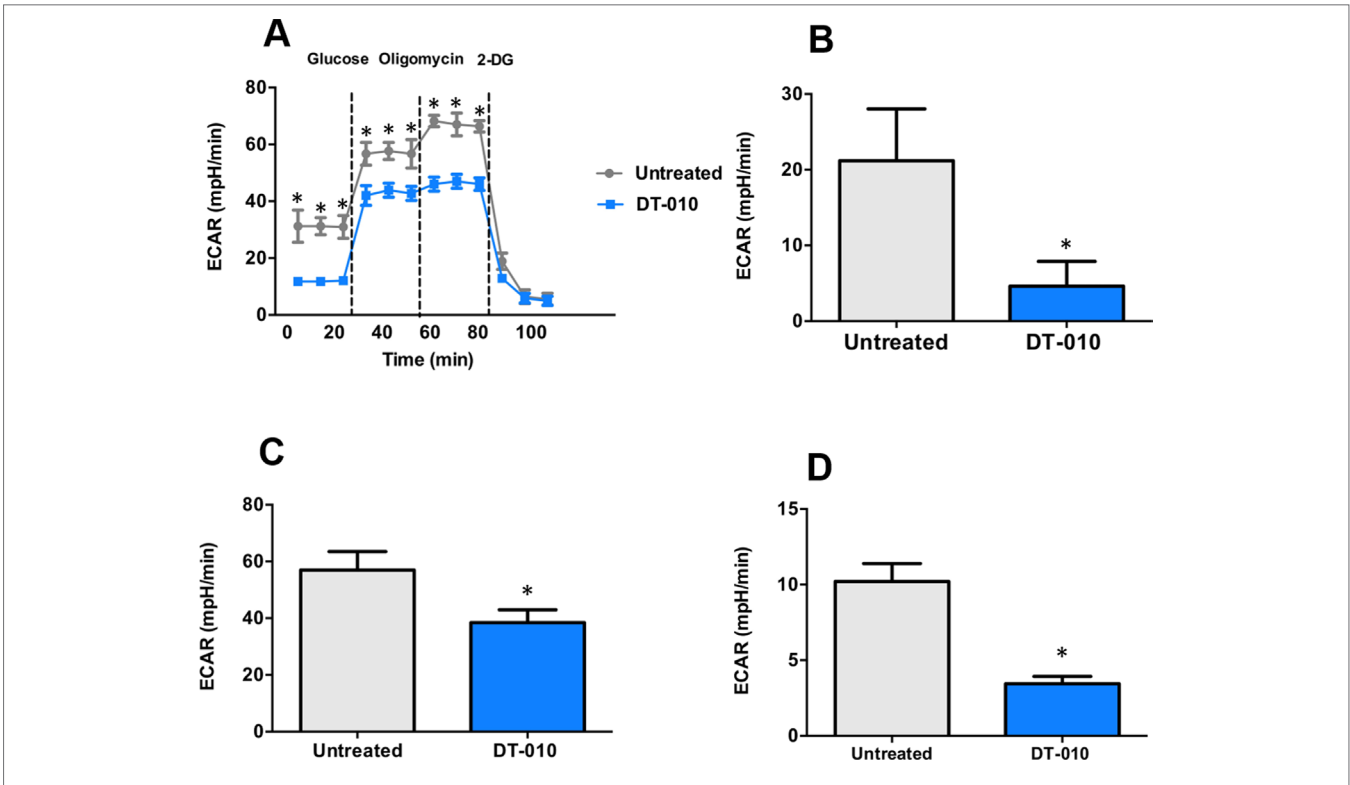 A
Glucose Oligomycin 2-DG
* * * * * * * * *
80
60
40
20
0
ECAR (mpH/min)
0 20 40 60 80 100
Time (min)
Untreated
DT-010
B
30
20
10
0
ECAR (mpH/min)
*
Untreated DT-010
C
80
60
40
20
0
ECAR (mpH/min)
*
Untreated DT-010
D
15
10
5
0
ECAR (mpH/min)
*
Untreated DT-010